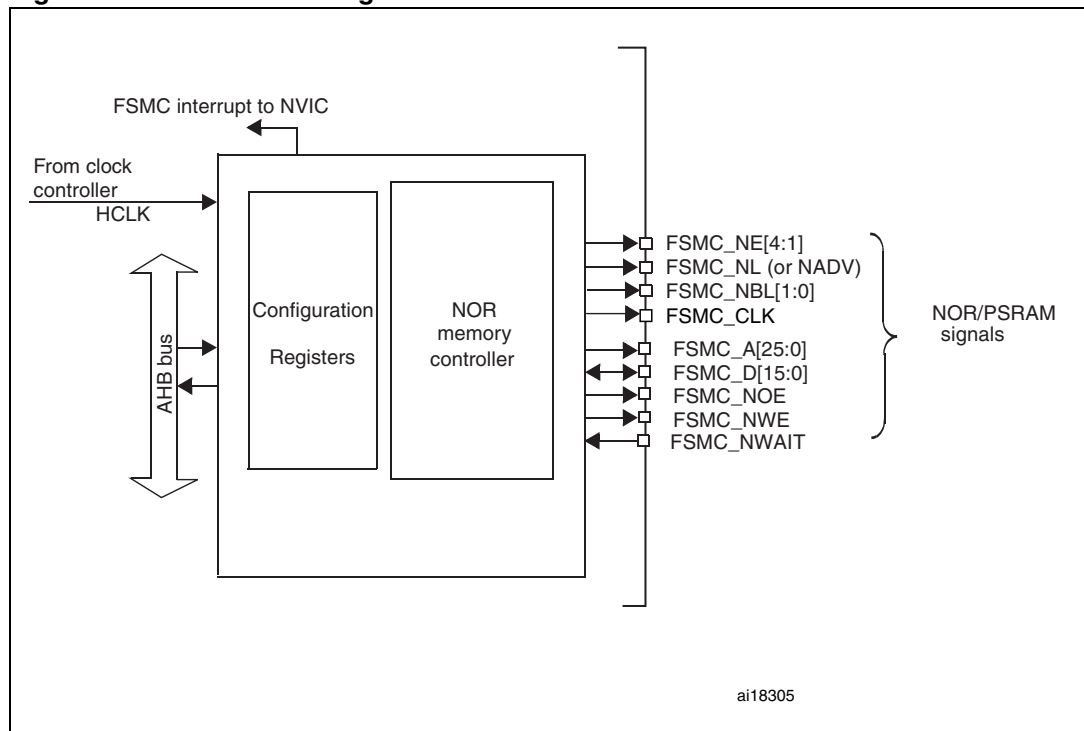 FSMC interrupt to NVIC
From clock
controller
HCLK
AHB bus
Configuration
Registers
NOR
memory
controller
FSMC_NE[4:1]
FSMC_NL (or NADV)
FSMC_NBL[1:0]
FSMC_CLK
FSMC_A[25:0]
FSMC_D[15:0]
FSMC_NOE
FSMC_NWE
FSMC_NWAIT
NOR/PSRAM
signals
ai18305